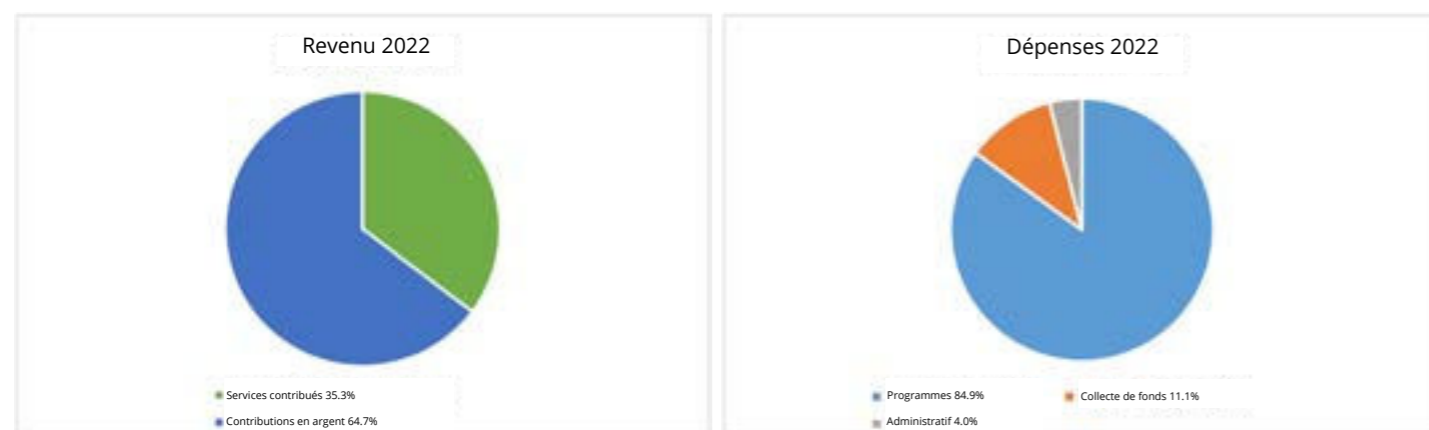 Revenu 2022
Services contribués 35.3%
Contributions en argent 64.7%
Dépenses 2022
Programmes 84.9%
Collecte de fonds 11.1%
Administratif 4.0%